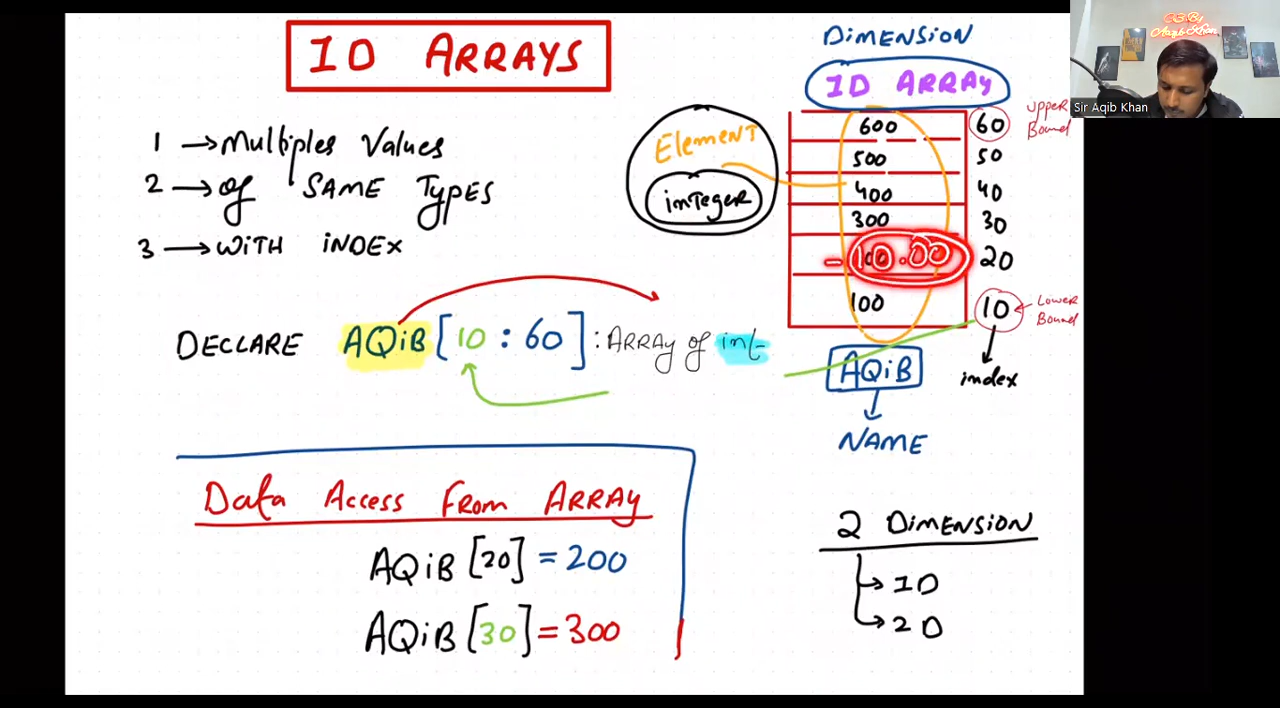 1D ARRAYS
1 → Multiples Values
2 → of SAME TYPES
3 → WITH INDEX
DECLARE AQiB [10 : 60] : ARRAY of int
Data Access From ARRAY
AQiB [20] = 200
AQiB [30] = 300
DiMENSION
1D ARRAY
Element
integer
600 60 Upper Bound
500 50
400 40
300 30
20
100 10 Lower Bound
AQiB
index
NAME
2 DiMENSION
→ 1D
→ 2D
Aaqib Khan
Sir Aqib Khan